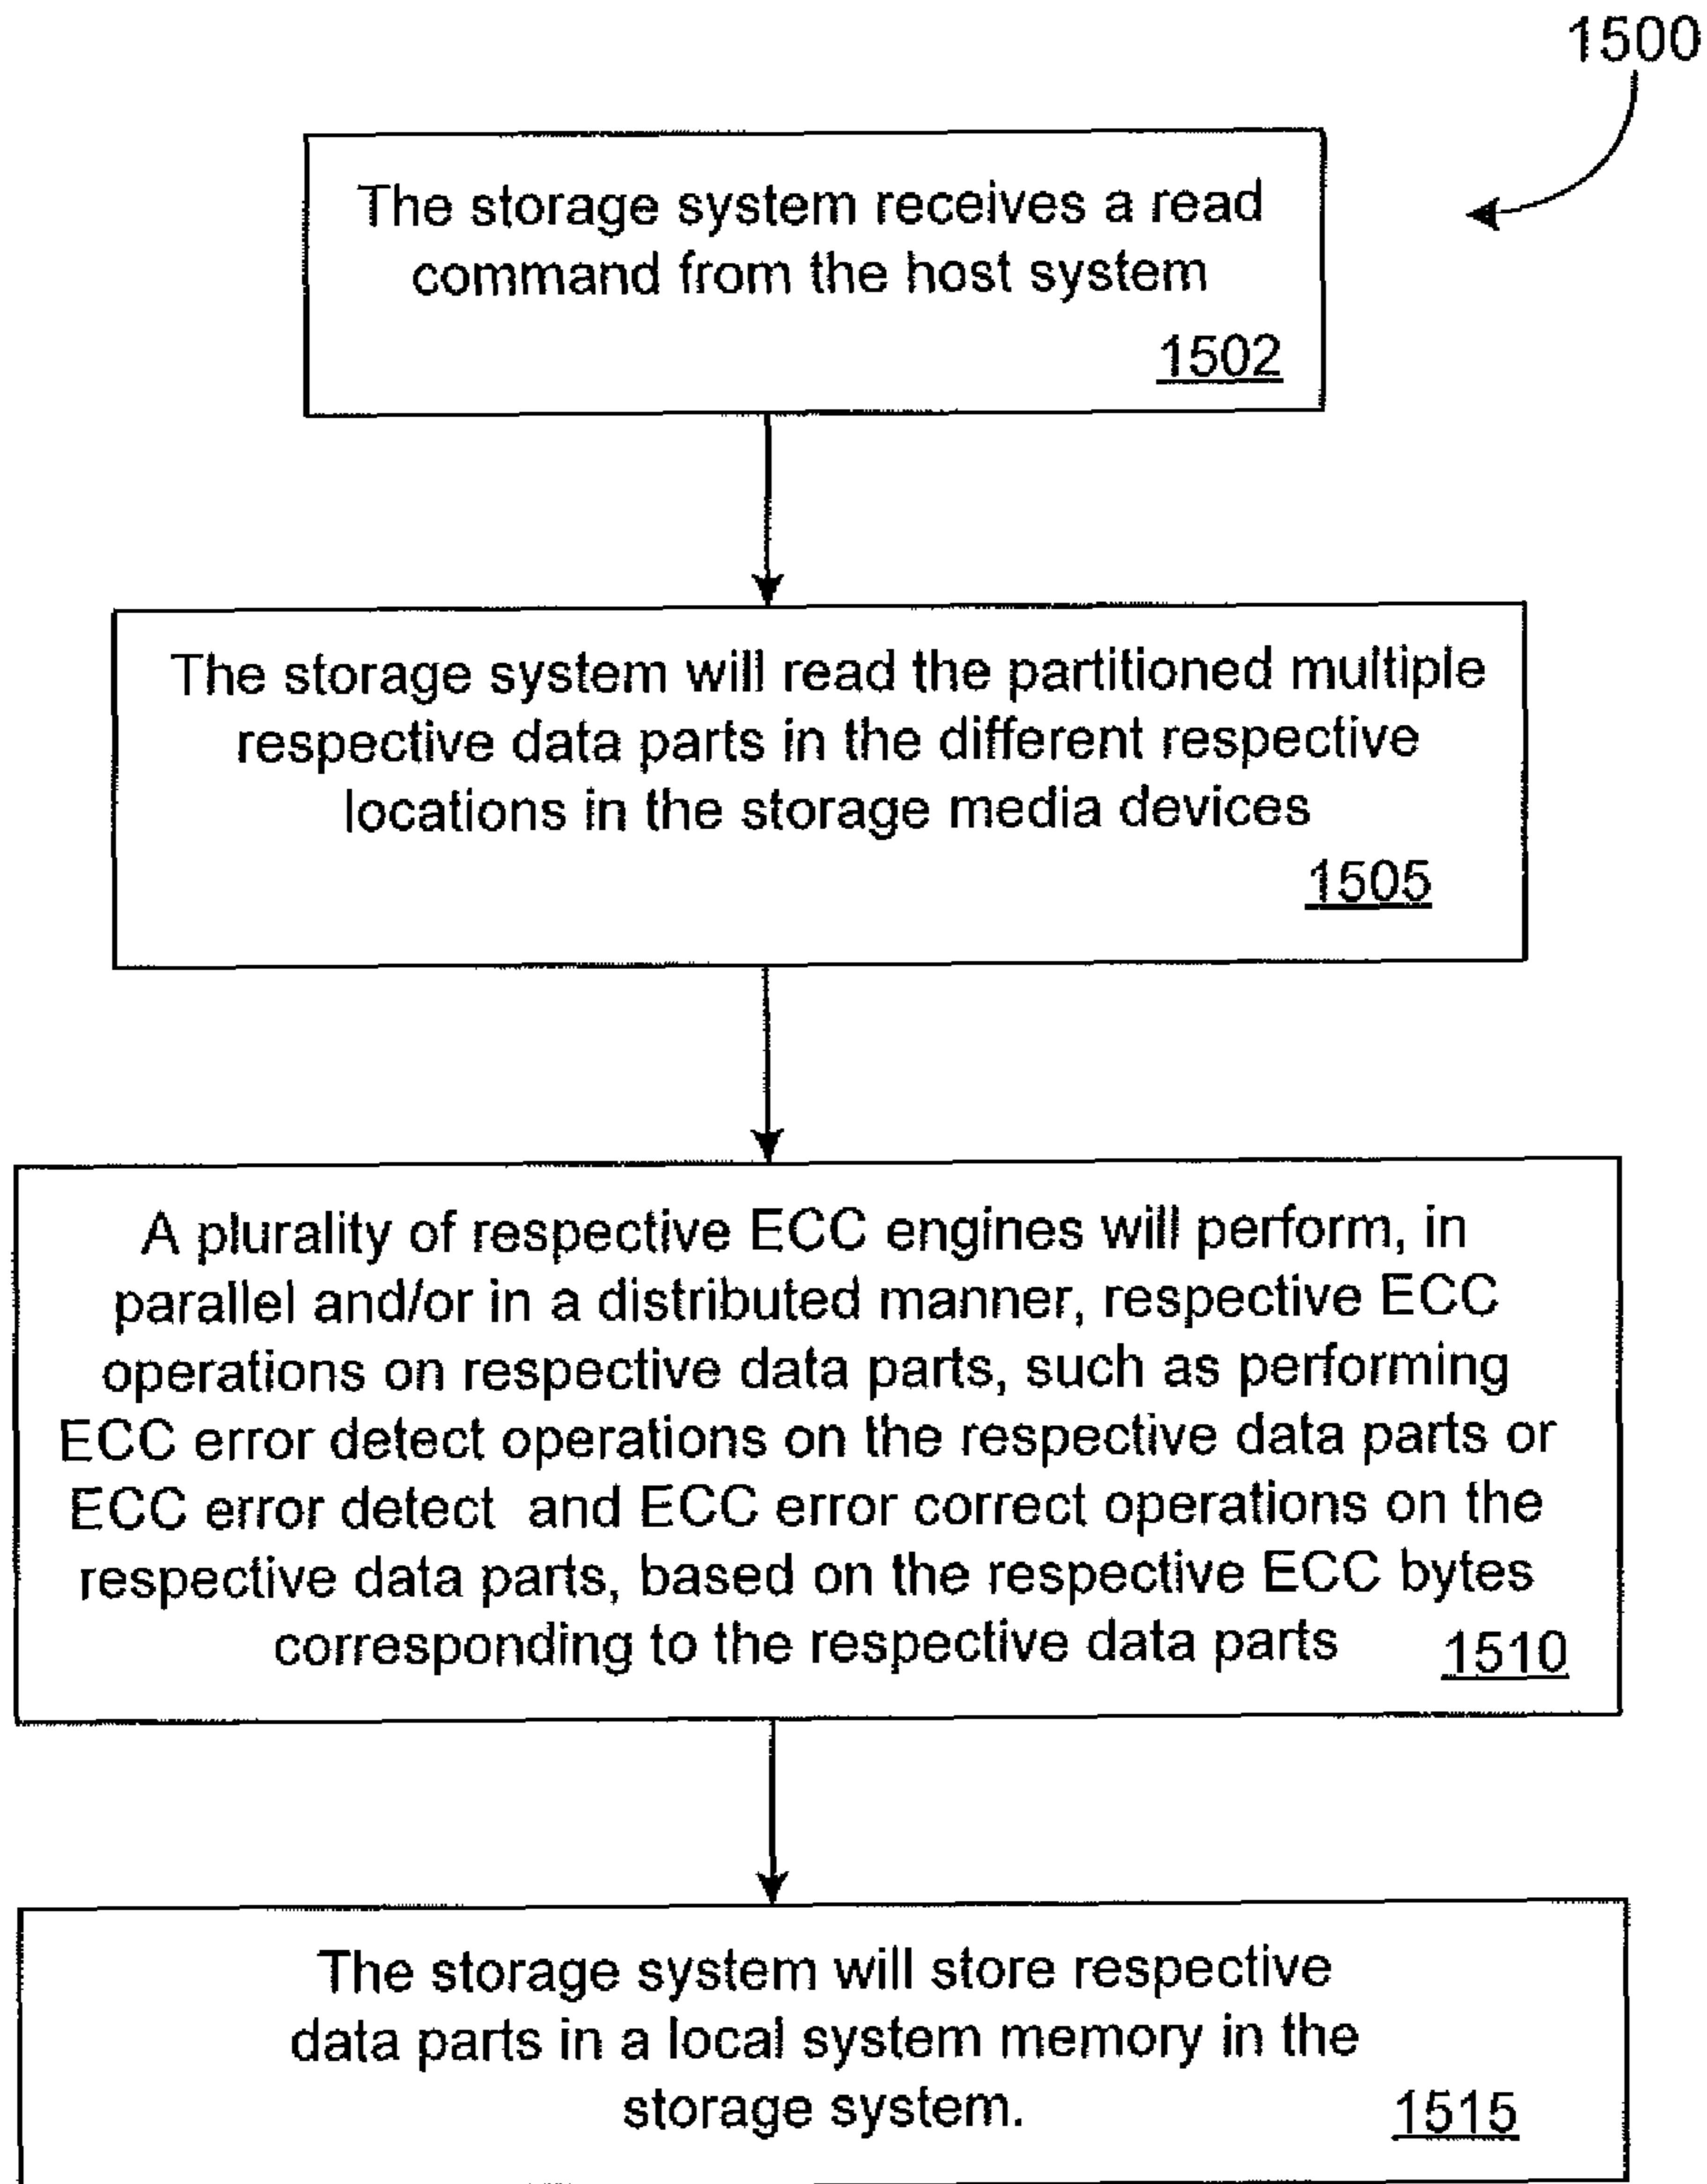 1500
The storage system receives a read
command from the host system
1502
The storage system will read the partitioned multiple
respective data parts in the different respective
locations in the storage media devices
1505
A plurality of respective ECC engines will perform, in
parallel and/or in a distributed manner, respective ECC
operations on respective data parts, such as performing
ECC error detect operations on the respective data parts or
ECC error detect and ECC error correct operations on the
respective data parts, based on the respective ECC bytes
corresponding to the respective data parts 1510
The storage system will store respective
data parts in a local system memory in the
storage system. 1515